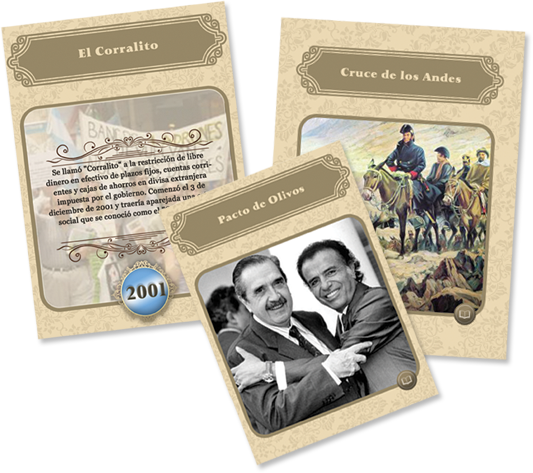 El Corralito
BAN
ES
Se llamó "Corralito" a la restricción de libre
dinero en efectivo de plazos fijos, cuentas corri-
entes y cajas de ahorros en divisa extranjera
impuesta por el gobierno. Comenzó el 3 de
diciembre de 2001 y traería aparejada una
social que se conoció como el
2001
Cruce de los Andes
Pacto de Olivos